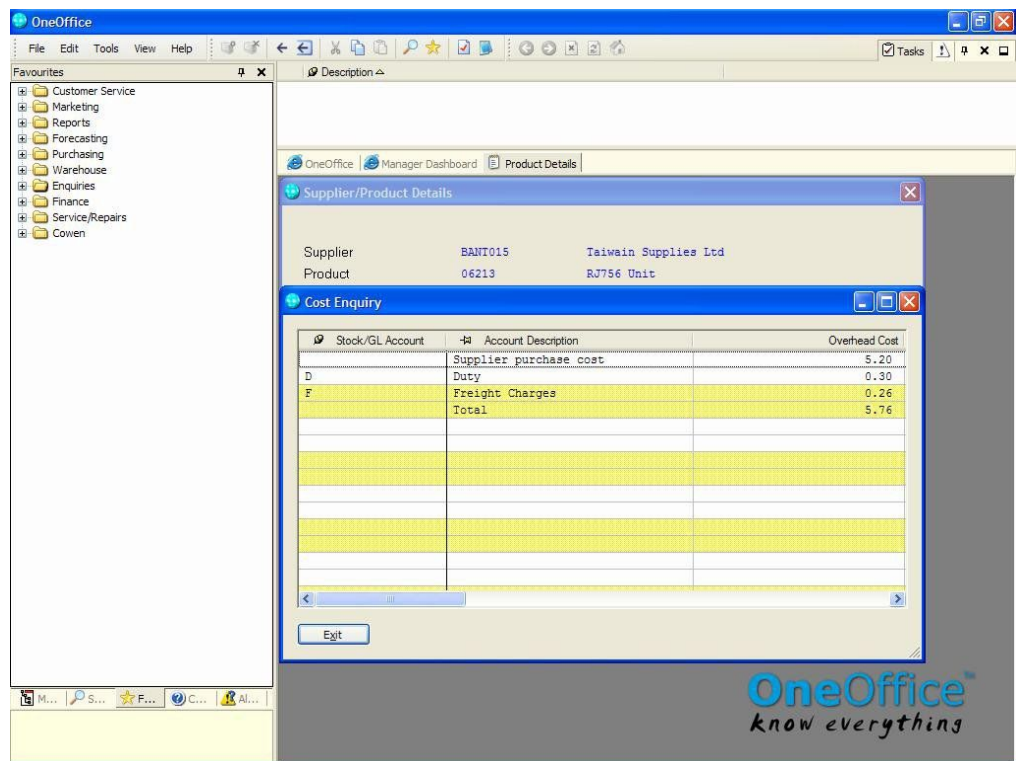 OneOffice
File Edit Tools View Help
Tasks
Favourites
Description
Customer Service
Marketing
Reports
Forecasting
Purchasing
Warehouse
Enquiries
Finance
Service/Repairs
Cowen
OneOffice Manager Dashboard Product Details
Supplier/Product Details
Supplier BANT015 Taiwain Supplies Ltd
Product 06213 RJ756 Unit
Cost Enquiry
Stock/GL Account Account Description Overhead Cost
Supplier purchase cost 5.20
D Duty 0.30
F Freight Charges 0.26
Total 5.76
Exit
M... S... F... C... Al...
OneOffice™
know everything